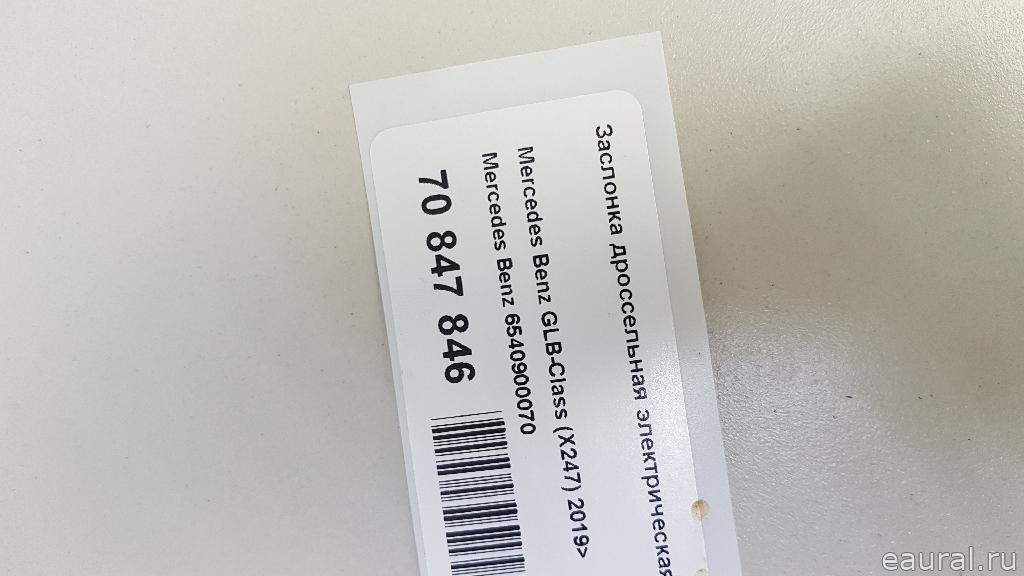 Заслонка дроссельная электрическая
Mercedes Benz GLB-Class (X247) 2019>
Mercedes Benz 6540900070
70 847 846
eaural.ru